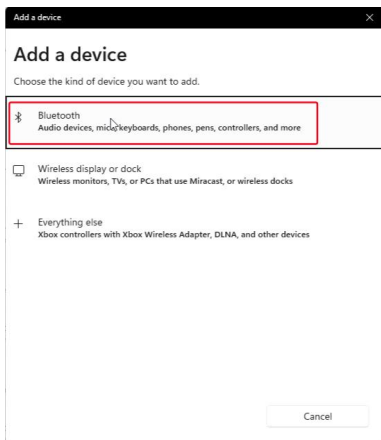 Add a device
Add a device
Choose the kind of device you want to add.
Bluetooth
Audio devices, mice, keyboards, phones, pens, controllers, and more
Wireless display or dock
Wireless monitors, TVs, or PCs that use Miracast, or wireless docks
Everything else
Xbox controllers with Xbox Wireless Adapter, DLNA, and other devices
Cancel